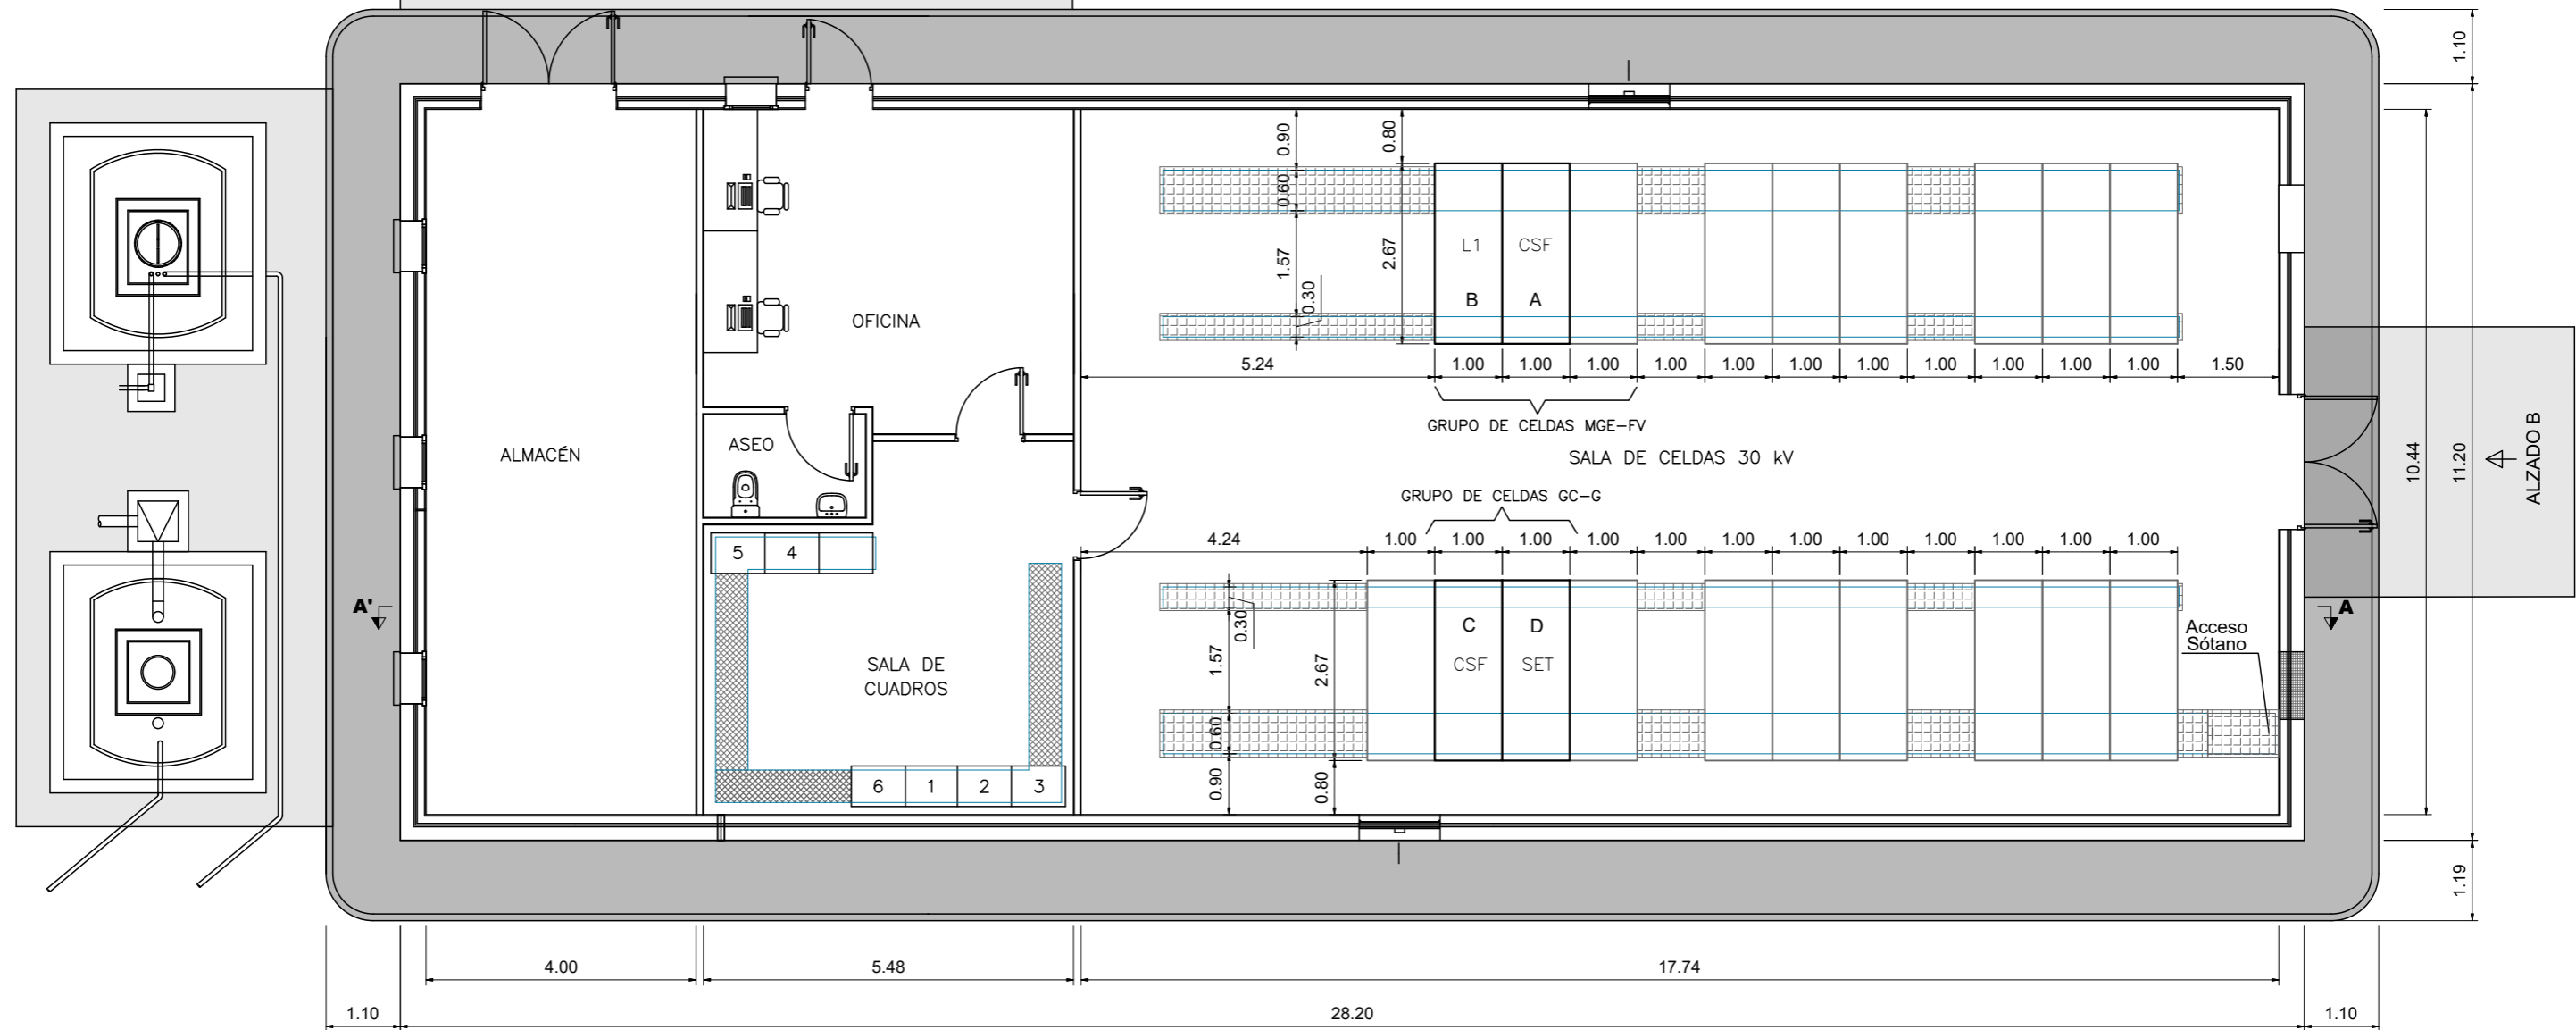 1.10
0.90
0.80
0.60
L1
CSF
1.57
2.67
B
A
0.30
OFICINA
5.24
1.00
1.00
1.00
1.00
1.00
1.00
1.00
1.00
1.00
1.00
1.00
1.50
GRUPO DE CELDAS MGE-FV
ASEO
ALMACÉN
SALA DE CELDAS 30 kV
10.44
11.20
ALZADO B
GRUPO DE CELDAS GC-G
4.24
1.00
1.00
1.00
1.00
1.00
1.00
1.00
1.00
1.00
1.00
1.00
1.00
5
4
A'
A
0.30
C
D
Acceso
Sótano
1.57
2.67
CSF
SET
SALA DE
CUADROS
0.60
0.90
0.80
6
1
2
3
1.19
4.00
5.48
17.74
1.10
28.20
1.10